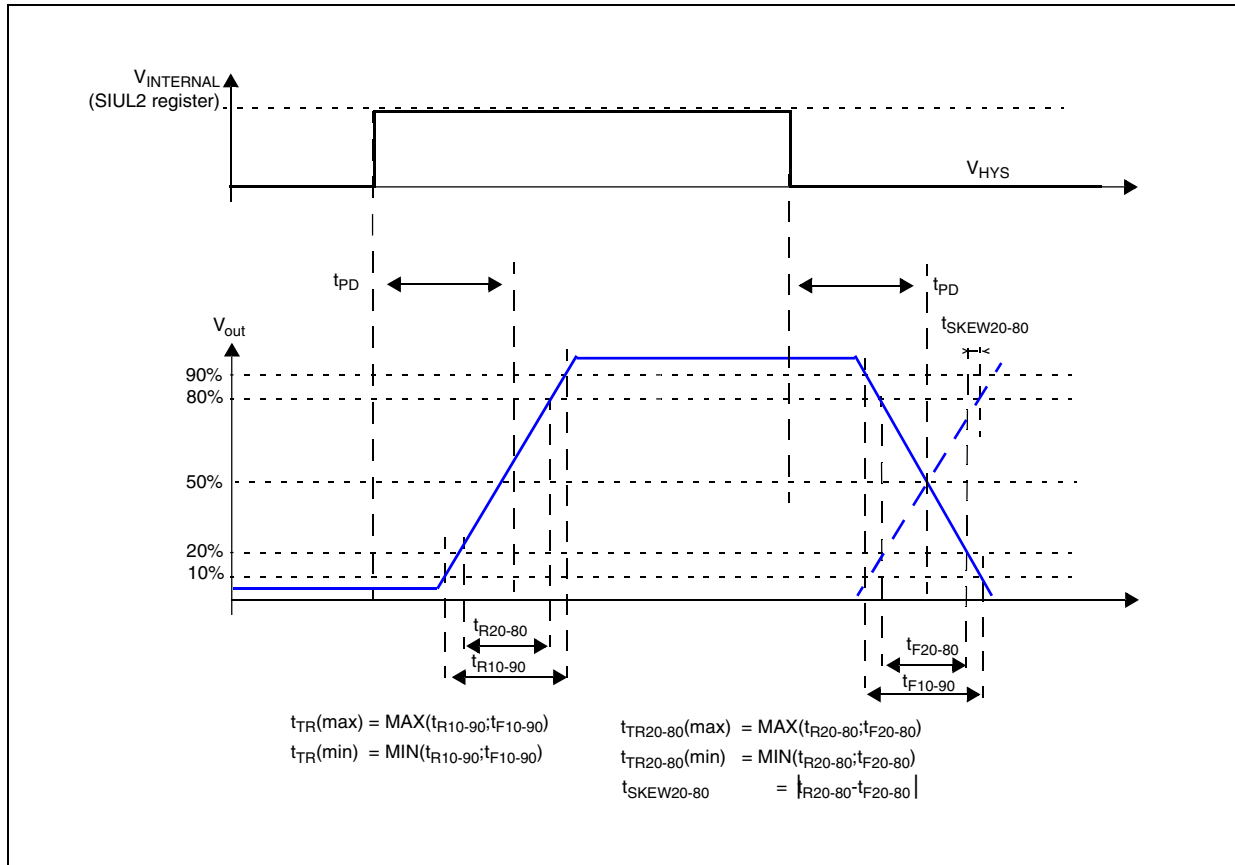 VINTERNAL
(SIUL2 register)
VHYS
tPD
tPD
tSKEW20-80
Vout
90%
80%
50%
20%
10%
tR20-80
tR10-90
tF20-80
tF10-90
tTR(max) = MAX(tR10-90;tF10-90)
tTR(min) = MIN(tR10-90;tF10-90)
tTR20-80(max) = MAX(tR20-80;tF20-80)
tTR20-80(min) = MIN(tR20-80;tF20-80)
tSKEW20-80 = |tR20-80-tF20-80|